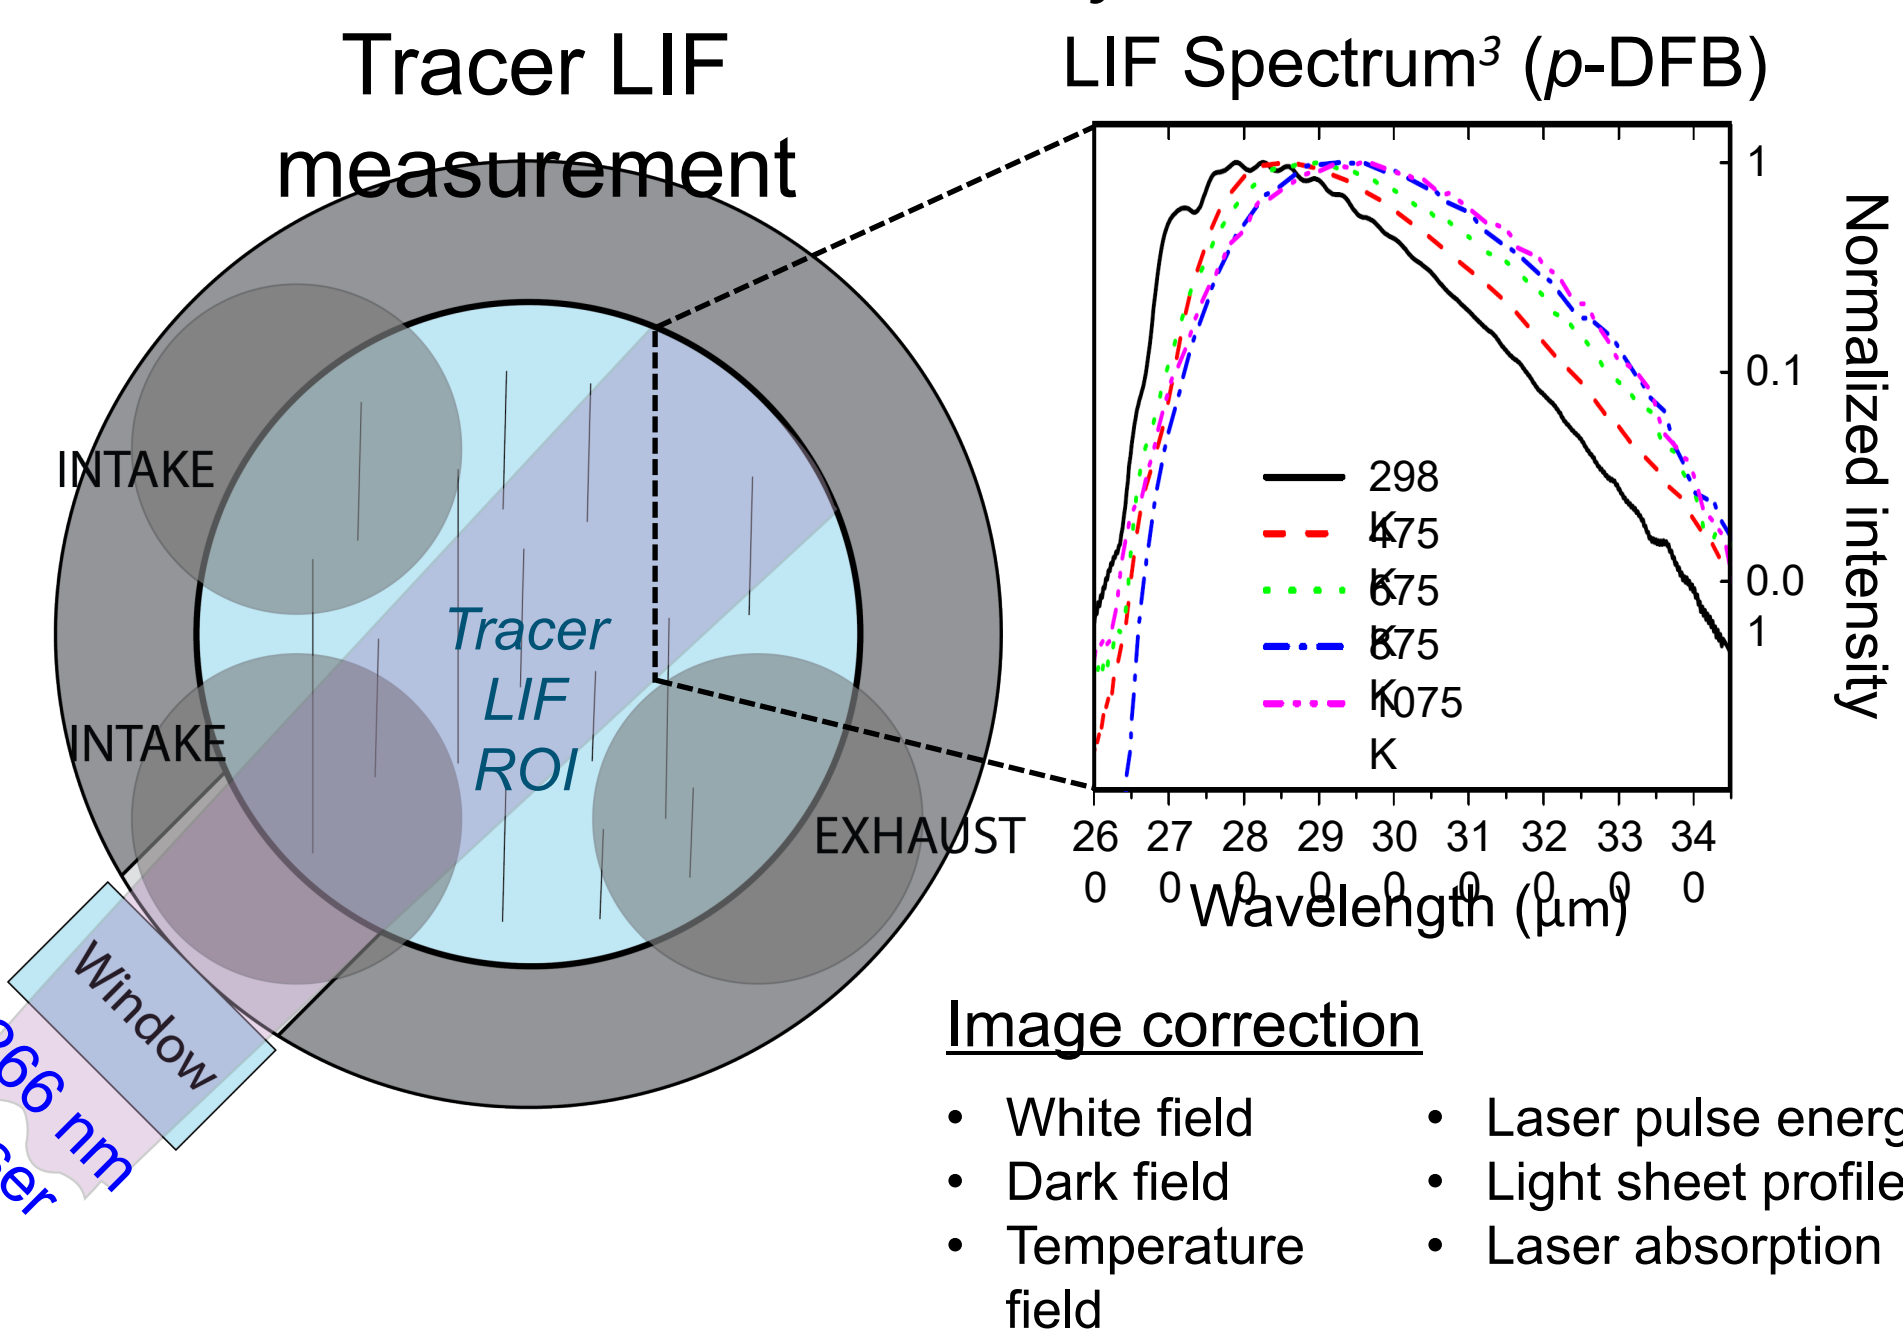 Tracer LIF
measurement
LIF Spectrum³ (p-DFB)
INTAKE
INTAKE
EXHAUST
Tracer
LIF
ROI
Window
266 nm
1
0.1
0.0
1
Normalized intensity
298
K
475
K
675
K
875
K
1075
K
26 27 28 29 30 31 32 33 34
0 0 0 0 0 0 0 0 0
Wavelength (μm)
Image correction
• White field
• Dark field
• Temperature
field
• Laser pulse energ
• Light sheet profile
• Laser absorption